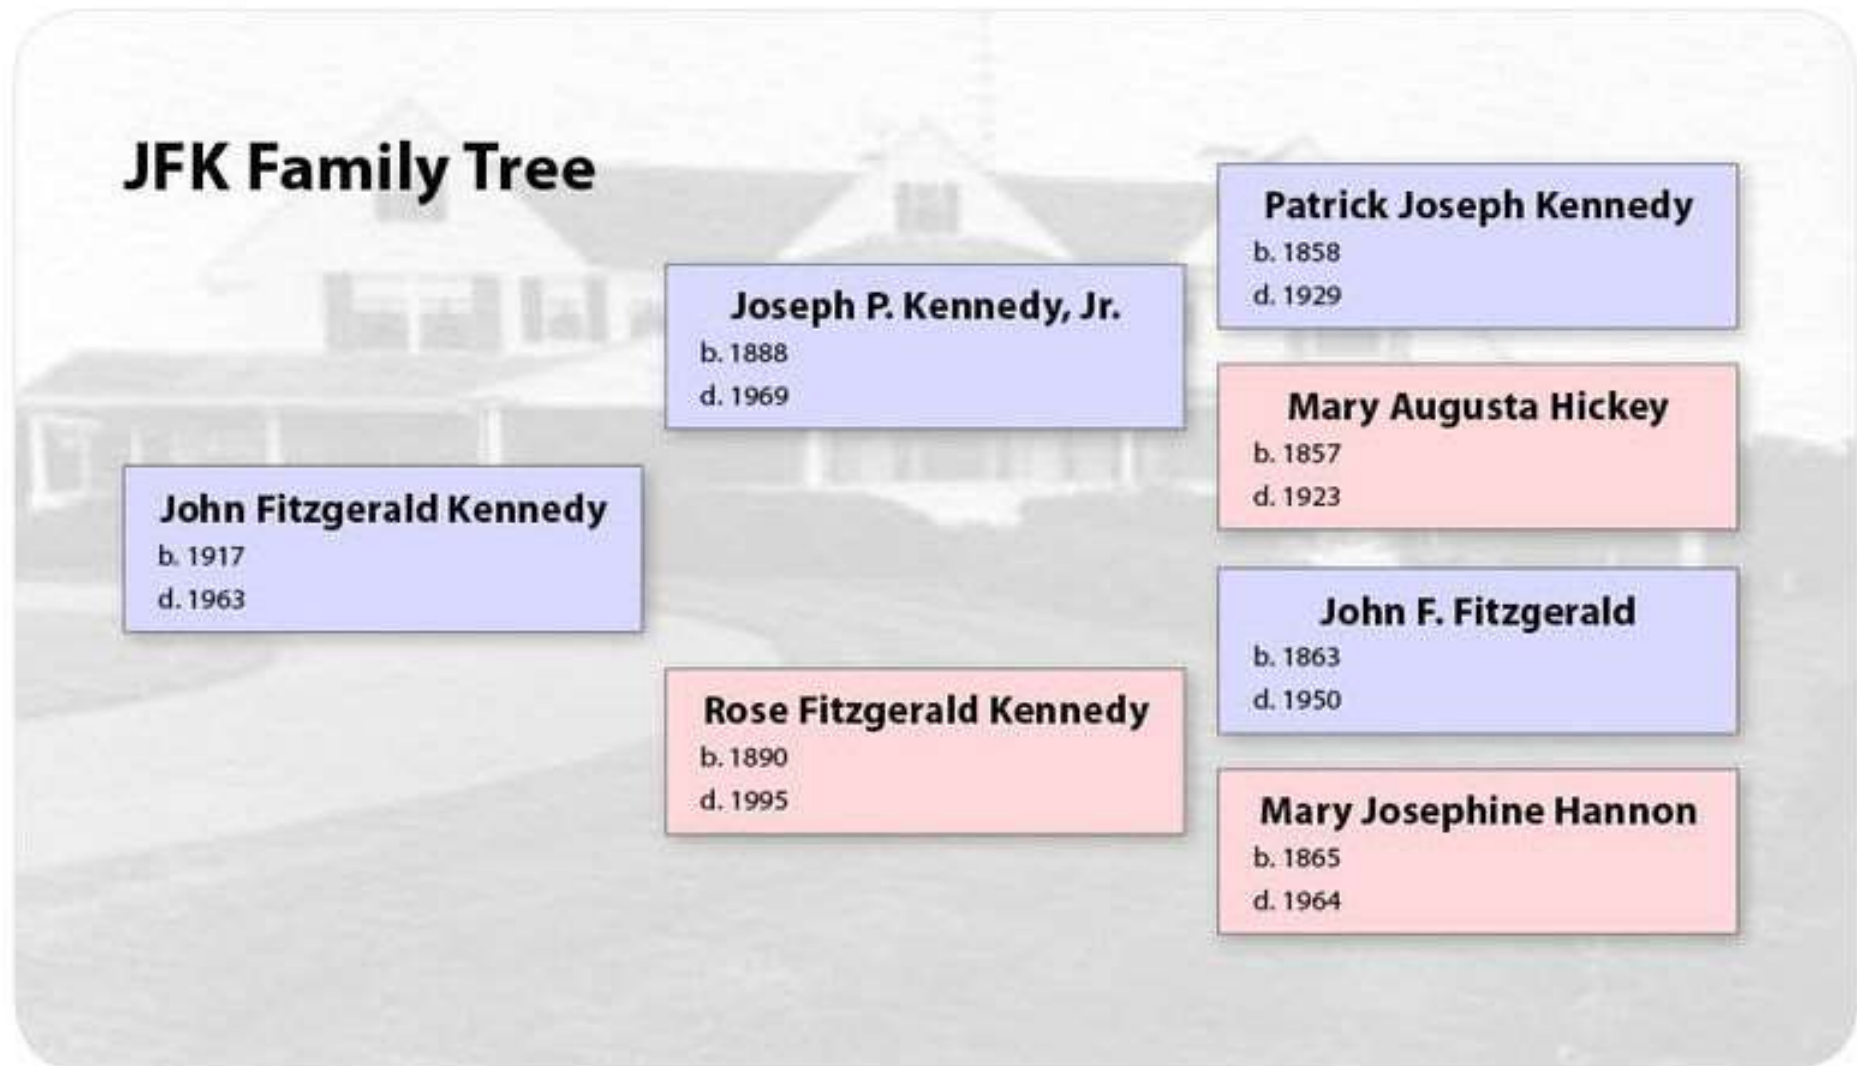 JFK Family Tree
John Fitzgerald Kennedy
b. 1917
d. 1963
Joseph P. Kennedy, Jr.
b. 1888
d. 1969
Rose Fitzgerald Kennedy
b. 1890
d. 1995
Patrick Joseph Kennedy
b. 1858
d. 1929
Mary Augusta Hickey
b. 1857
d. 1923
John F. Fitzgerald
b. 1863
d. 1950
Mary Josephine Hannon
b. 1865
d. 1964